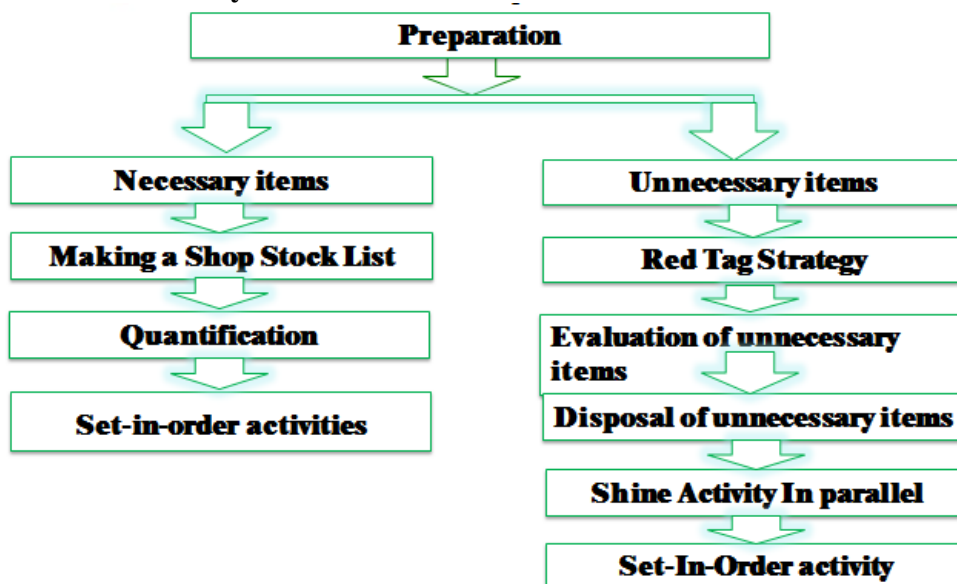 Preparation
Necessary items
Making a Shop Stock List
Quantification
Set-in-order activities
Unnecessary items
Red Tag Strategy
Evaluation of unnecessary
items
Disposal of unnecessary items
Shine Activity In parallel
Set-In-Order activity